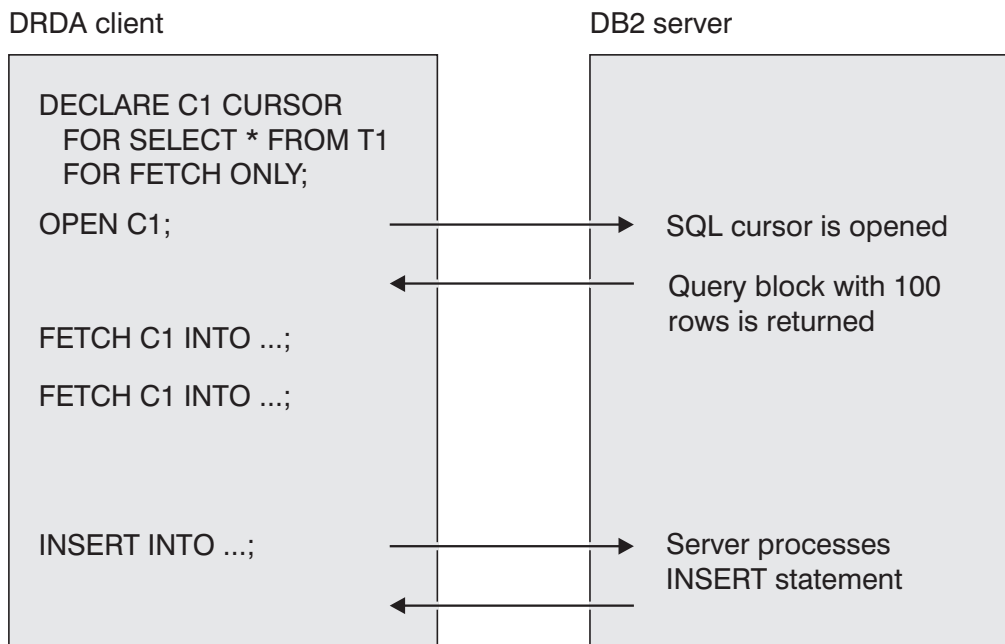 DRDA client
DB2 server
DECLARE C1 CURSOR
FOR SELECT * FROM T1
FOR FETCH ONLY;
OPEN C1;
SQL cursor is opened
Query block with 100
rows is returned
FETCH C1 INTO ...;
FETCH C1 INTO ...;
INSERT INTO ...;
Server processes
INSERT statement